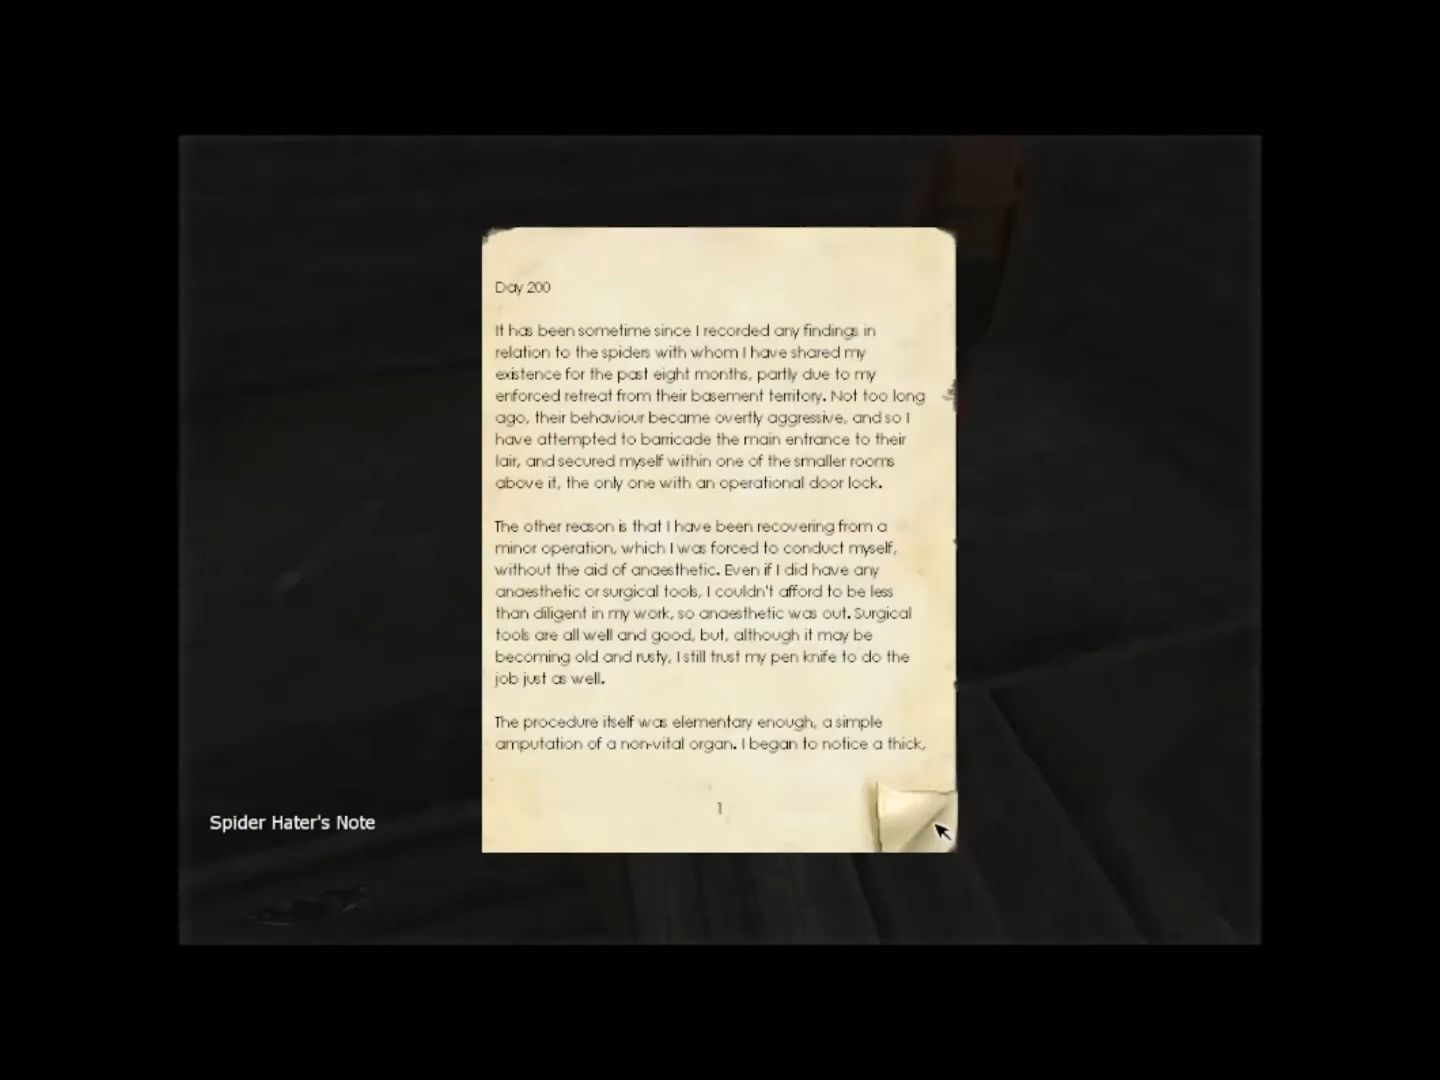 Day 200
It has been sometime since I recorded any findings in
relation to the spiders with whom I have shared my
existence for the past eight months, partly due to my
enforced retreat from their basement territory. Not too long
ago, their behaviour became overtly aggressive, and so I
have attempted to barricade the main entrance to their
lair, and secured myself within one of the smaller rooms
above it, the only one with an operational door lock.
The other reason is that I have been recovering from a
minor operation, which I was forced to conduct myself,
without the aid of anaesthetic. Even if I did have any
anaesthetic or surgical tools, I couldn't afford to be less
than diligent in my work, so anaesthetic was out. Surgical
tools are all well and good, but, although it may be
becoming old and rusty, I still trust my pen knife to do the
job just as well.
The procedure itself was elementary enough, a simple
amputation of a non-vital organ. I began to notice a thick,
1
Spider Hater's Note